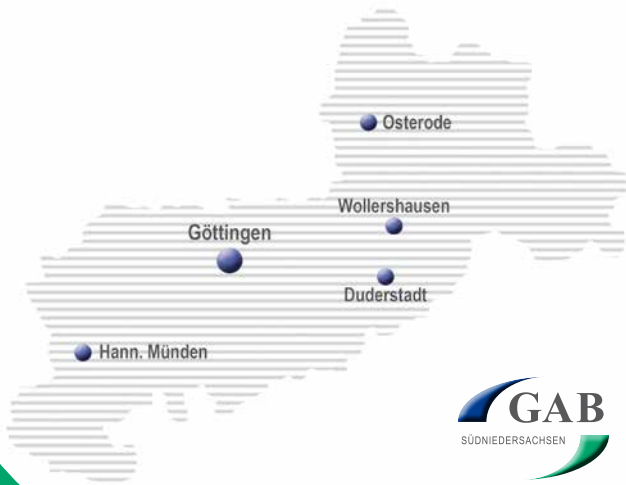 Osterode
Wollershausen
Göttingen
Duderstadt
Hann. Münden
GAB
SÜDNIEDERSACHSEN